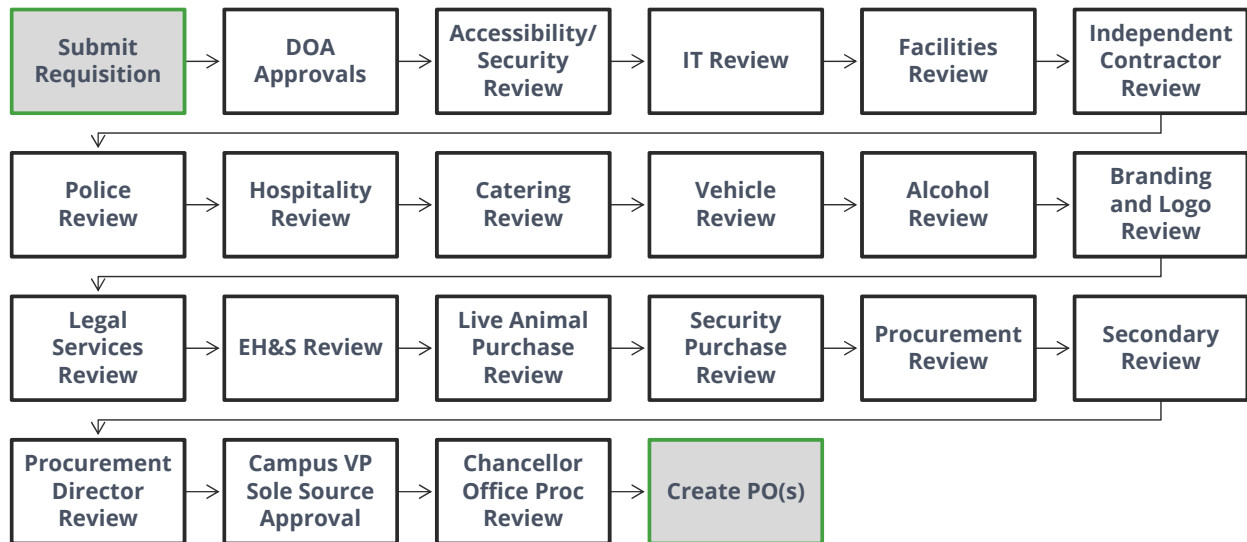 Submit
Requisition
DOA
Approvals
Accessibility/
Security
Review
IT Review
Facilities
Review
Independent
Contractor
Review
Police
Review
Hospitality
Review
Catering
Review
Vehicle
Review
Alcohol
Review
Branding
and Logo
Review
Legal
Services
Review
EH&S Review
Live Animal
Purchase
Review
Security
Purchase
Review
Procurement
Review
Secondary
Review
Procurement
Director
Review
Campus VP
Sole Source
Approval
Chancellor
Office Proc
Review
Create PO(s)